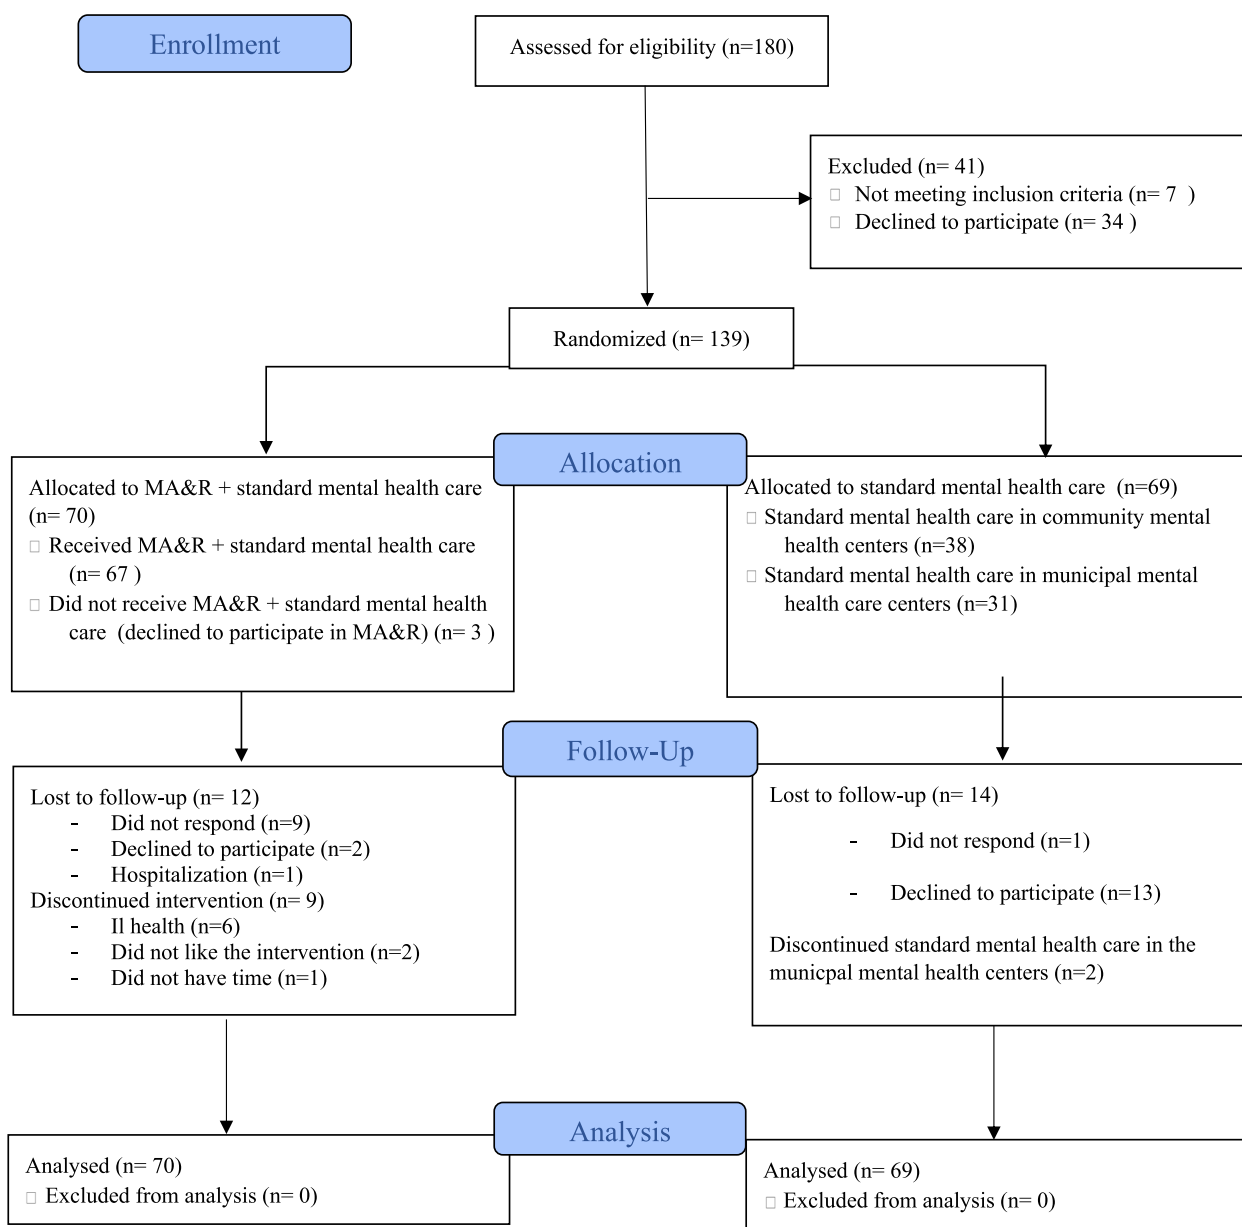 Enrollment
Assessed for eligibility (n=180)
Excluded (n= 41)
Not meeting inclusion criteria (n= 7 )
Declined to participate (n= 34 )
Randomized (n= 139)
Allocation
Allocated to MA&R + standard mental health care
(n= 70)
Received MA&R + standard mental health care
(n= 67 )
Did not receive MA&R + standard mental health
care (declined to participate in MA&R) (n= 3 )
Allocated to standard mental health care (n=69)
Standard mental health care in community mental
health centers (n=38)
Standard mental health care in municipal mental
health care centers (n=31)
Follow-Up
Lost to follow-up (n= 12)
- Did not respond (n=9)
- Declined to participate (n=2)
- Hospitalization (n=1)
Discontinued intervention (n= 9)
- Il health (n=6)
- Did not like the intervention (n=2)
- Did not have time (n=1)
Lost to follow-up (n= 14)
- Did not respond (n=1)
- Declined to participate (n=13)
Discontinued standard mental health care in the
municpal mental health centers (n=2)
Analysis
Analysed (n= 70)
Excluded from analysis (n= 0)
Analysed (n= 69)
Excluded from analysis (n= 0)